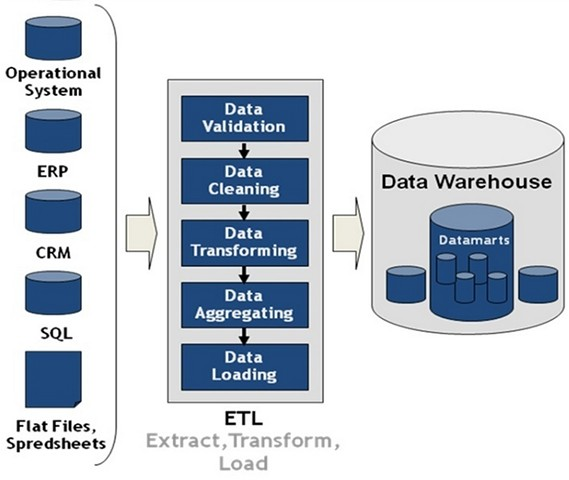 Operational
System
ERP
CRM
SQL
Flat Files,
Spredsheets
Data
Validation
Data
Cleaning
Data
Transforming
Data
Aggregating
Data
Loading
ETL
Extract,Transform,
Load
Data Warehouse
Datamarts